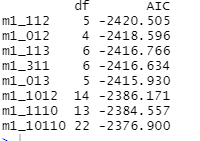 df AIC
m1_112 5 -2420.505
m1_012 4 -2418.596
m1_113 6 -2416.766
m1_311 6 -2416.634
m1_013 5 -2415.930
m1_1012 14 -2386.171
m1_1110 13 -2384.557
m1_10110 22 -2376.900
>